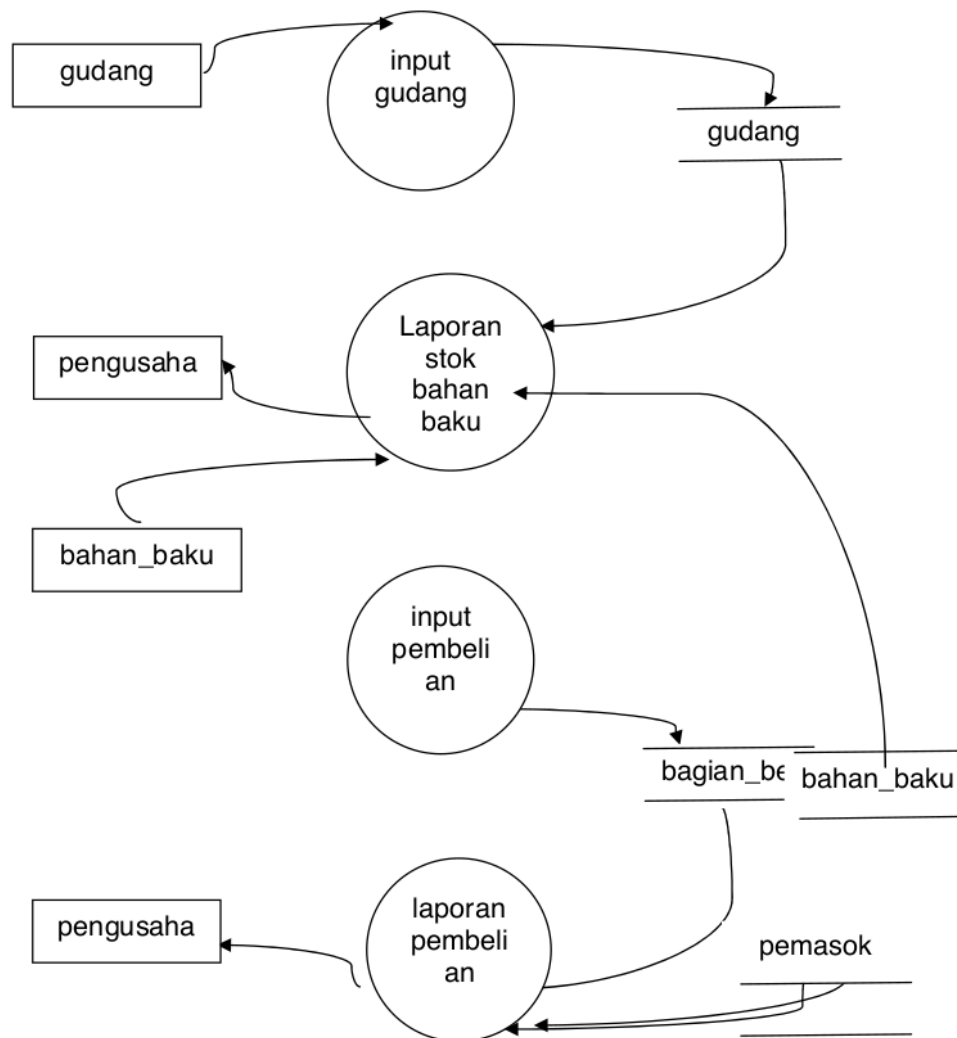 gudang
input
gudang
gudang
pengusaha
Laporan
stok
bahan
baku
bahan_baku
input
pembeli
an
bagian_be
bahan_baku
pengusaha
laporan
pembeli
an
pemasok